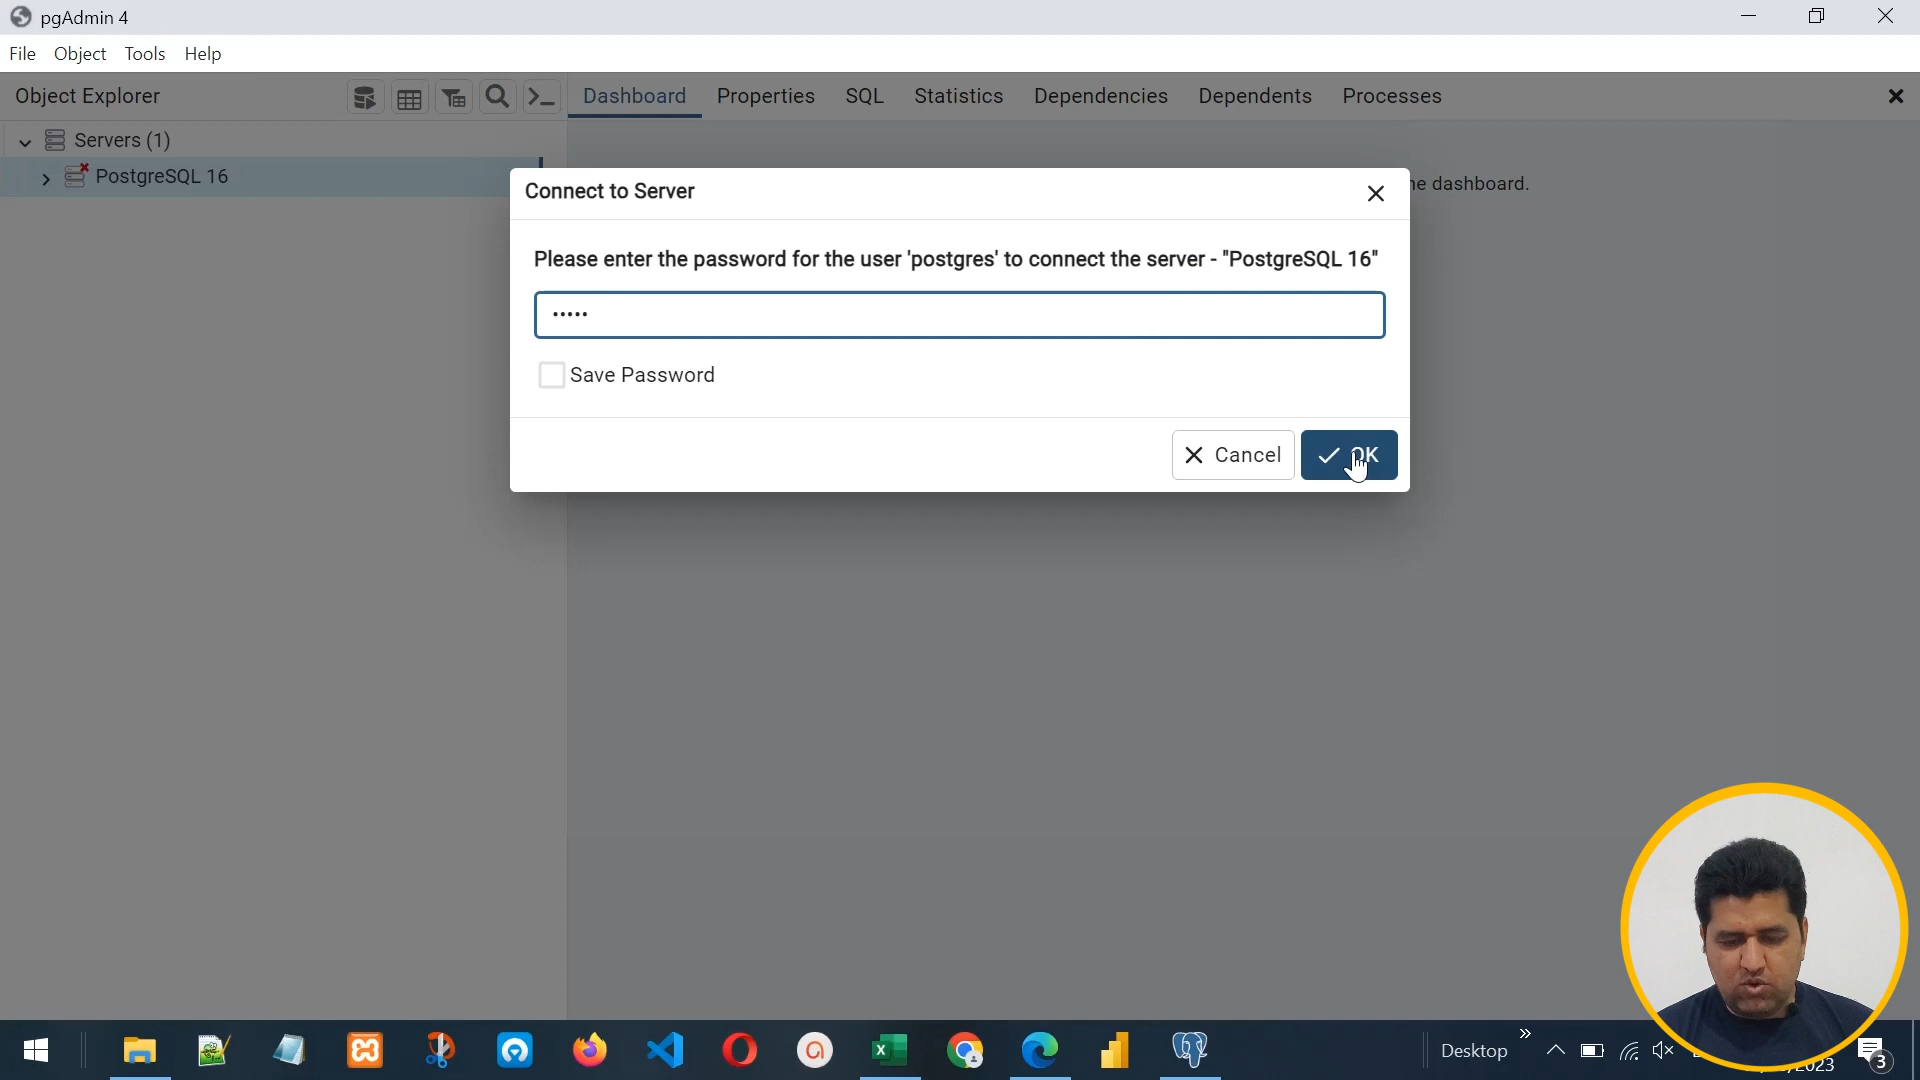 pgAdmin 4
File Object Tools Help
Object Explorer
Dashboard Properties SQL Statistics Dependencies Dependents Processes
Servers (1)
PostgreSQL 16
dashboard.
Connect to Server
Please enter the password for the user 'postgres' to connect the server - "PostgreSQL 16"
•••••
Save Password
Cancel
OK
Desktop
3